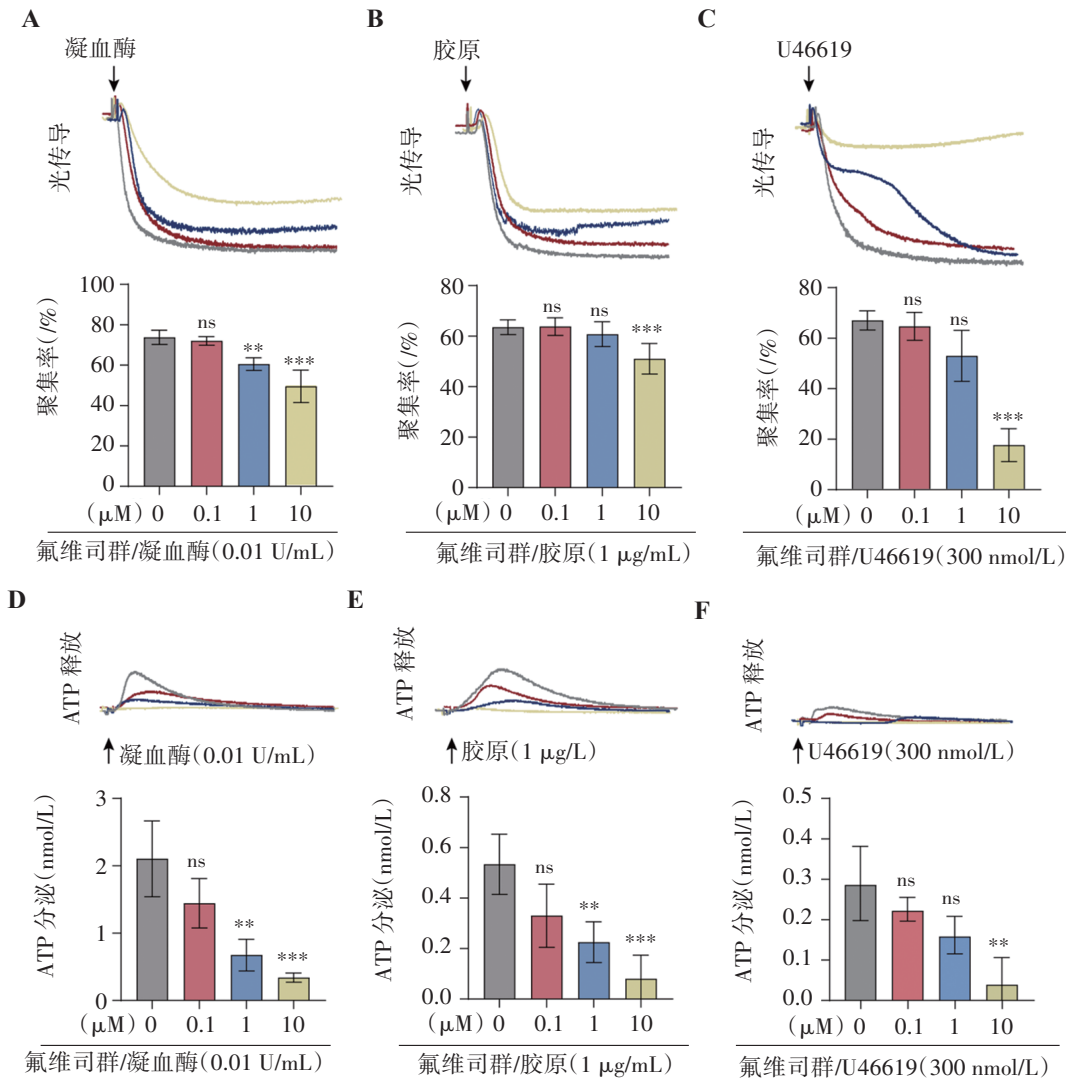 A
B
C
凝血酶
胶原
U46619
光传导
光传导
光传导
100
80
60
40
20
0
聚集率(/%)
ns
**
***
80
60
40
20
0
聚集率(/%)
ns
ns
***
80
60
40
20
0
聚集率(/%)
ns
ns
***
(μM) 0 0.1 1 10
(μM) 0 0.1 1 10
(μM) 0 0.1 1 10
氟维司群/凝血酶(0.01 U/mL)
氟维司群/胶原(1 μg/mL)
氟维司群/U46619(300 nmol/L)
D
E
F
ATP 释放
ATP 释放
ATP 释放
凝血酶(0.01 U/mL)
胶原(1 μg/L)
U46619(300 nmol/L)
3
2
1
0
ATP 分泌(nmol/L)
ns
**
***
0.8
0.6
0.4
0.2
0.0
ATP 分泌(nmol/L)
ns
**
***
0.5
0.4
0.3
0.2
0.1
0.0
ATP 分泌(nmol/L)
ns
ns
**
(μM) 0 0.1 1 10
(μM) 0 0.1 1 10
(μM) 0 0.1 1 10
氟维司群/凝血酶(0.01 U/mL)
氟维司群/胶原(1 μg/mL)
氟维司群/U46619(300 nmol/L)